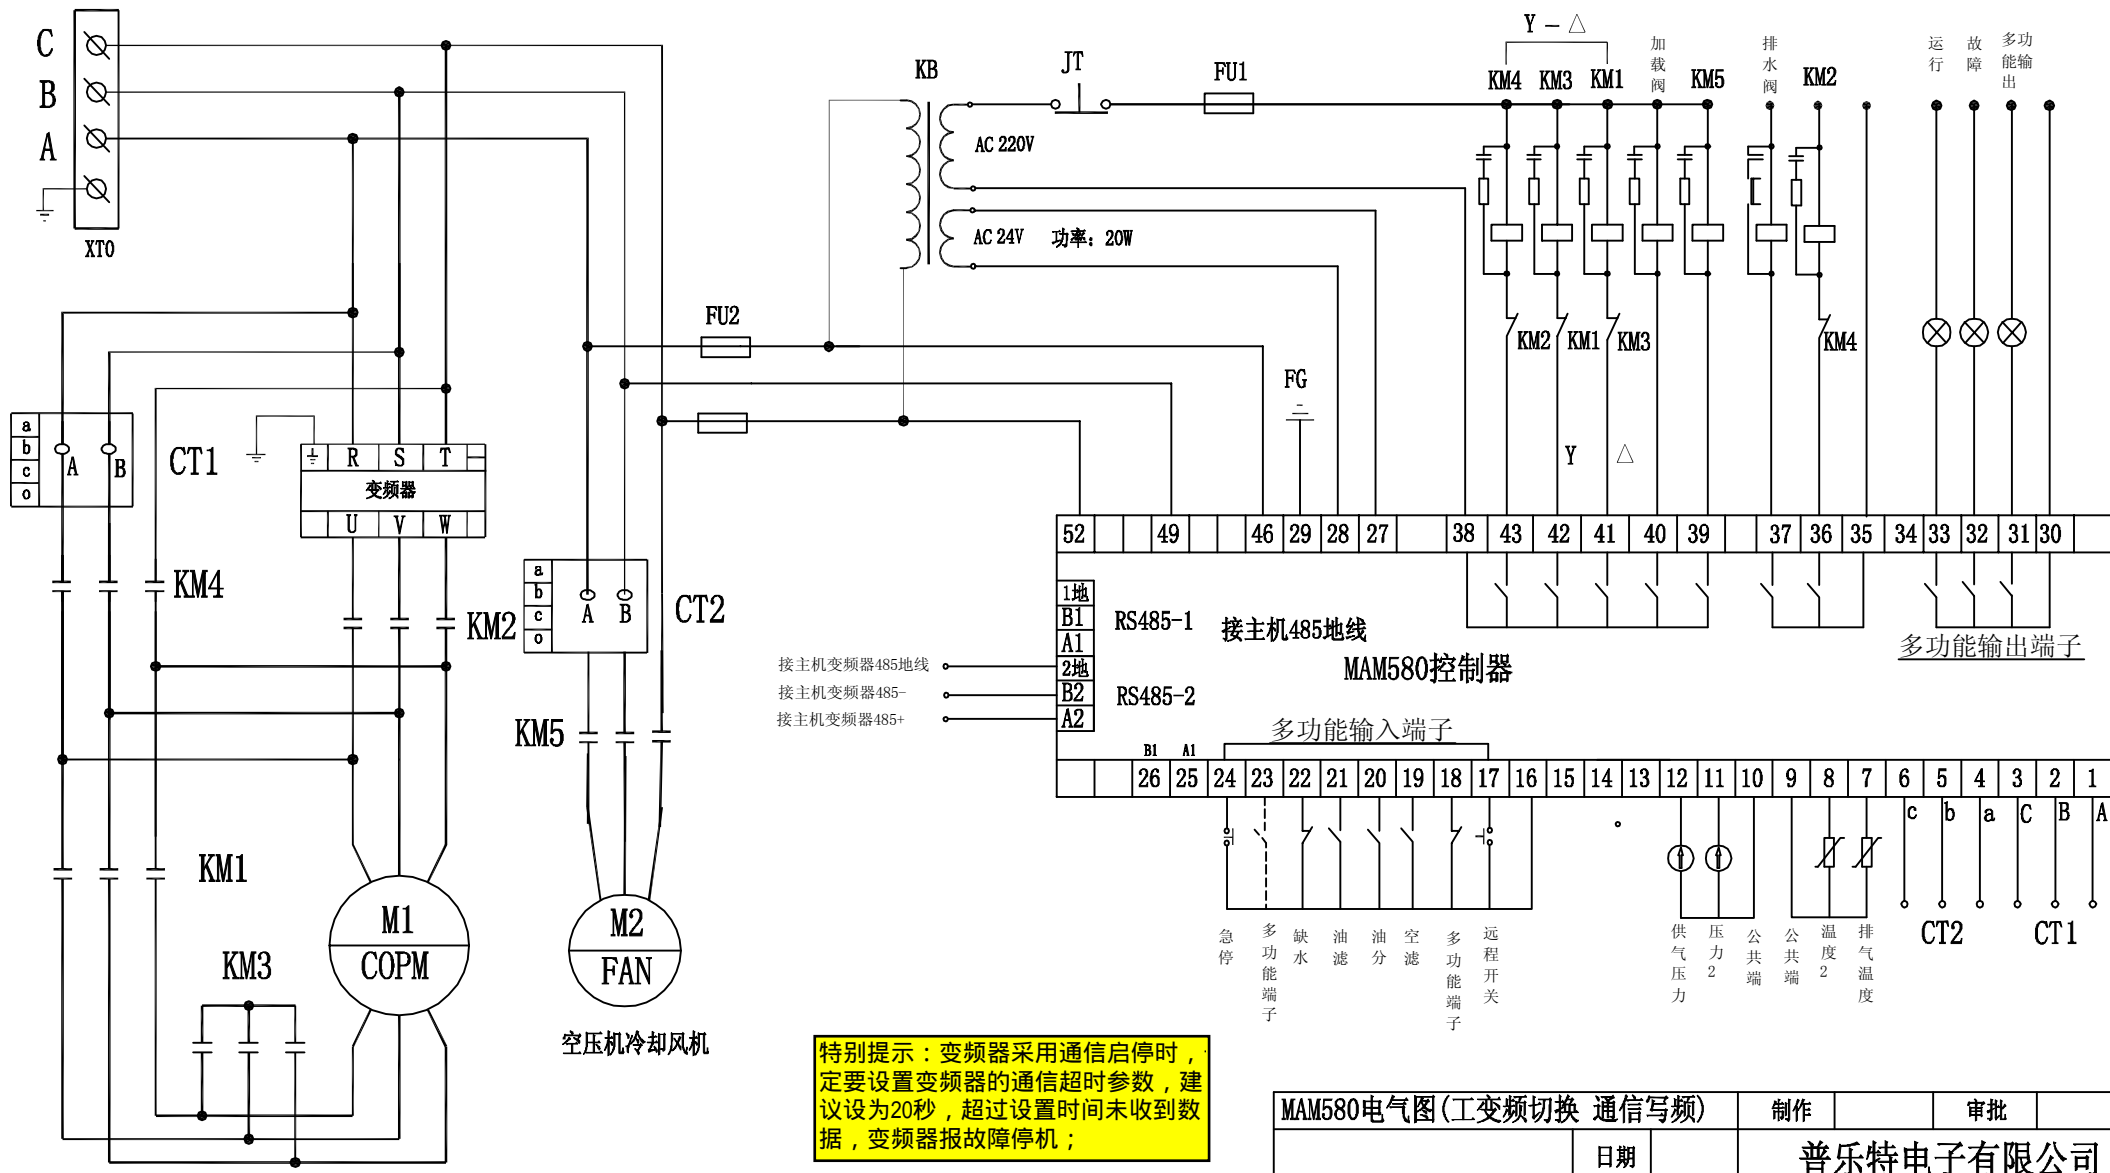 C
B
A
XT0
a
b
c
o
A
B
CT1
R
S
T
变频器
U
V
W
KM4
KM2
KM1
KM3
M1
COPM
a
b
c
o
A
B
CT2
KM5
M2
FAN
空压机冷却风机
FU2
KB
JT
FU1
AC 220V
AC 24V 功率：20W
Y - △
KM4
KM3
KM1
加载阀
KM5
排水阀
KM2
运行
故障
多功能输出
KM2
KM1
KM3
KM4
FG
Y △
52
49
46
29
28
27
38
43
42
41
40
39
37
36
35
34
33
32
31
30
1地
B1
A1
2地
B2
A2
RS485-1
接主机485地线
RS485-2
MAM580控制器
多功能输出端子
接主机变频器485地线
接主机变频器485-
接主机变频器485+
多功能输入端子
B1
A1
26
25
24
23
22
21
20
19
18
17
16
15
14
13
12
11
10
9
8
7
6
5
4
3
2
1
c
b
a
C
B
A
急停
多功能端子
缺水
油滤
油分
空滤
多功能端子
远程开关
供气压力
压力2
公共端
公共端
温度2
排气温度
CT2
CT1
特别提示：变频器采用通信启停时，
定要设置变频器的通信超时参数，建
议设为20秒，超过设置时间未收到数
据，变频器报故障停机；
MAM580电气图(工变频切换 通信写频)
制作
审批
日期
普乐特电子有限公司